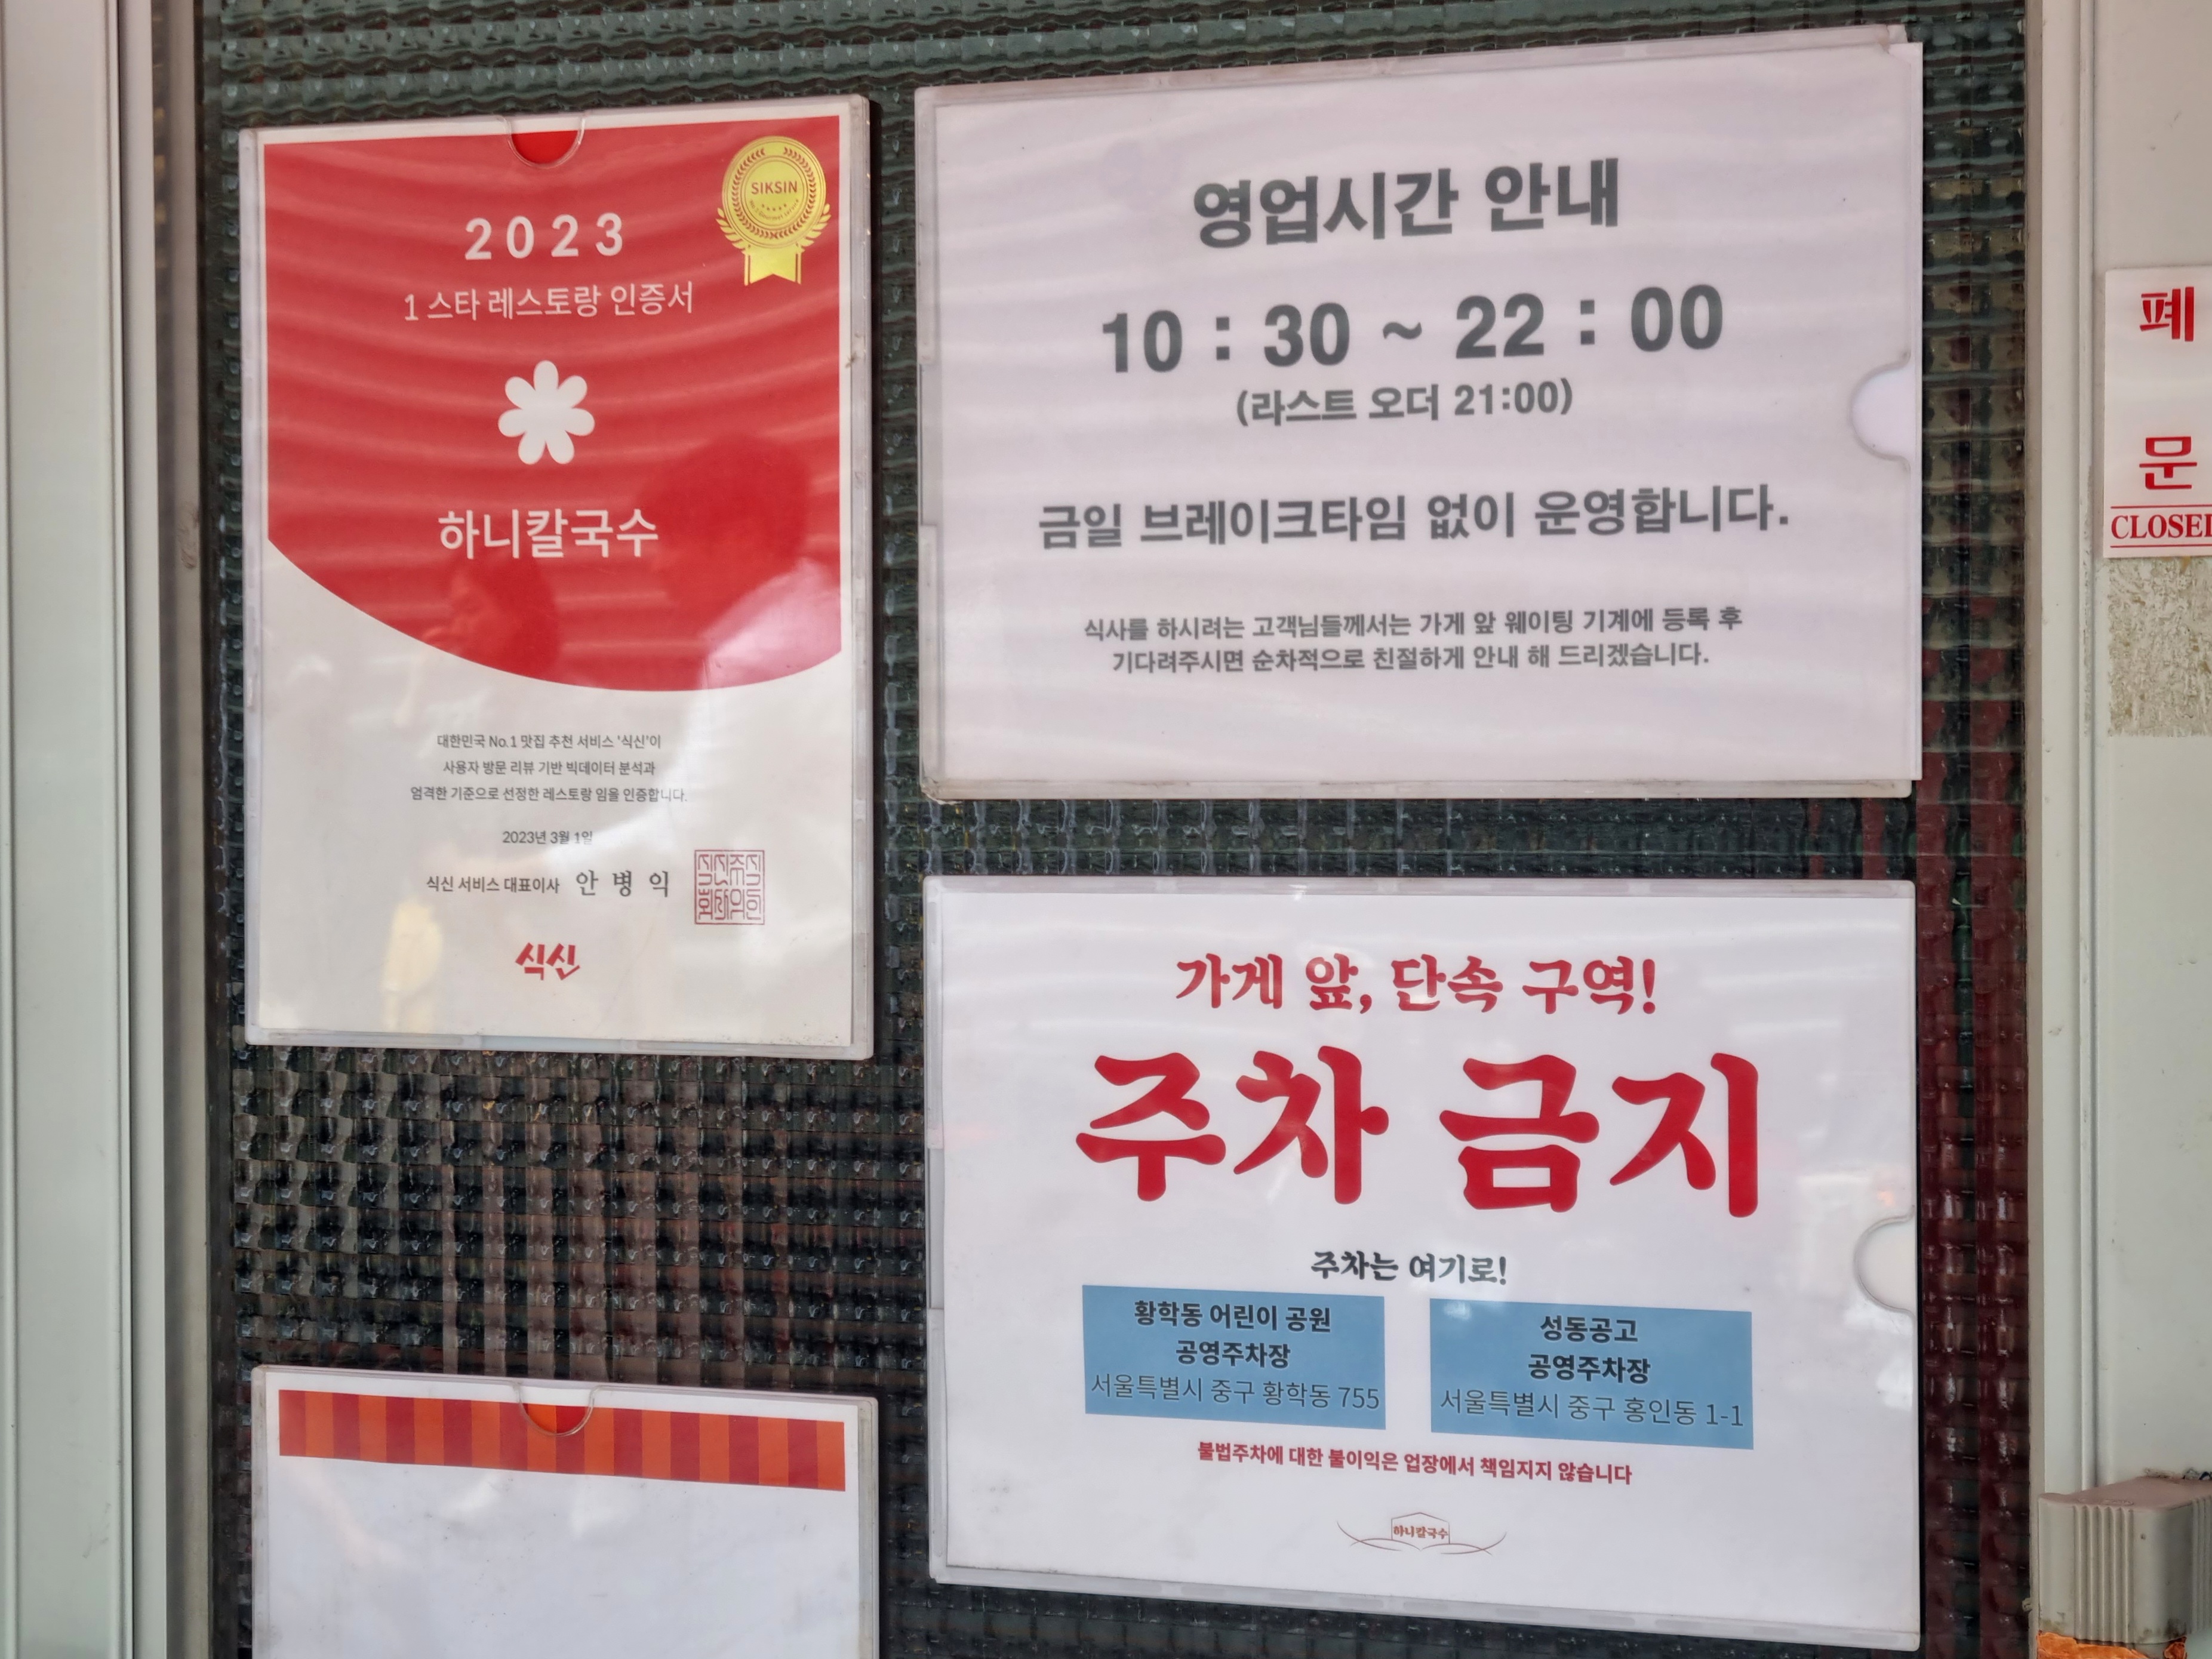 2023
1 스타 레스토랑 인증서
SIKSIN
하니칼국수
대한민국 No.1 맛집 추천 서비스 '식신'이
사용자 방문 리뷰 기반 빅데이터 분석과
엄격한 기준으로 선정한 레스토랑 임을 인증합니다.
2023년 3월 1일
식신 서비스 대표이사 안 병 익
식신
영업시간 안내
10 : 30 ~ 22 : 00
(라스트 오더 21:00)
금일 브레이크타임 없이 운영합니다.
식사를 하시려는 고객님들께서는 가게 앞 웨이팅 기계에 등록 후
기다려주시면 순차적으로 친절하게 안내 해 드리겠습니다.
가게 앞, 단속 구역!
주차 금지
주차는 여기로!
황학동 어린이 공원
공영주차장
서울특별시 중구 황학동 755
성동공고
공영주차장
서울특별시 중구 홍인동 1-1
불법주차에 대한 불이익은 업장에서 책임지지 않습니다
하니칼국수
폐
문